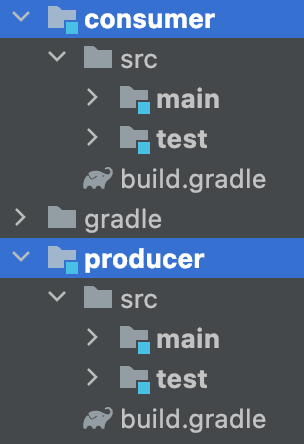 consumer
src
main
test
build.gradle
gradle
producer
src
main
test
build.gradle